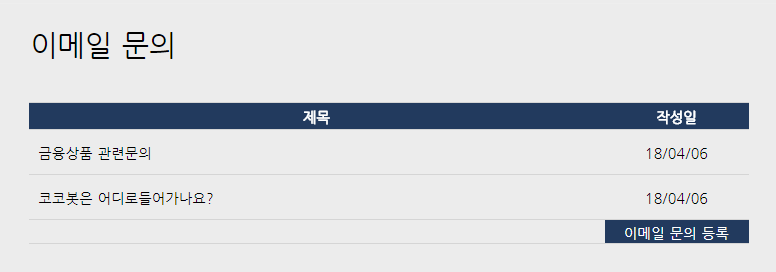 이메일 문의
제목 작성일
금융상품 관련문의 18/04/06
코코봇은 어디로들어가나요? 18/04/06
이메일 문의 등록